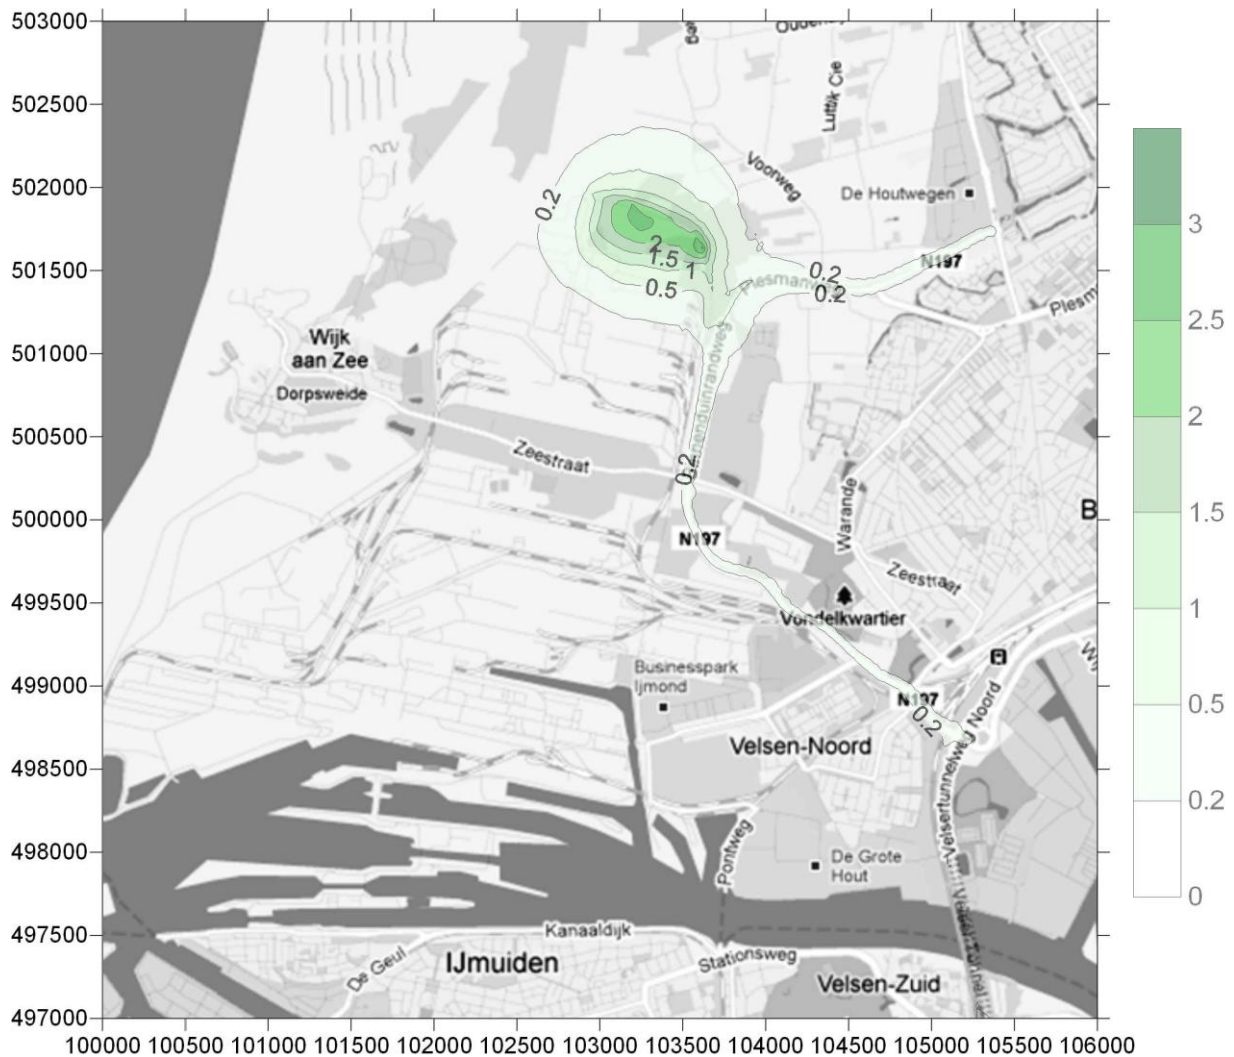 503000
502500
502000
501500
501000
500500
500000
499500
499000
498500
498000
497500
497000
100000 100500 101000 101500 102000 102500 103000 103500 104000 104500 105000 105500 106000
Luttik Cie
Voorweg
De Houtwegen
0.2
2
1.5
1
0.5
0.2
0.2
N197
Plesm
Wijk
aan Zee
Dorpsweide
Zeestraat
0.2
N197
Warande
B
Zeestraat
Vondelkwartier
Businesspark
Ijmond
N197
0.2
Velsen-Noord
Velsertunnelweg Noord
Pontweg
De Grote
Hout
Kanaaldijk
De Geul
IJmuiden
Stationsweg
Velsen-Zuid
3
2.5
2
1.5
1
0.5
0.2
0